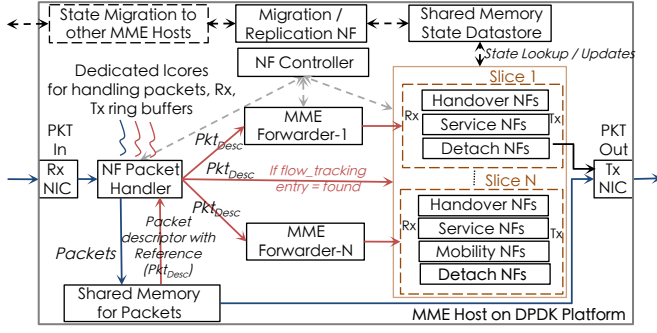 State Migration to
other MME Hosts
Migration /
Replication NF
Shared Memory
State Datastore
State Lookup / Updates
NF Controller
Dedicated lcores
for handling packets, Rx,
Tx ring buffers
Slice 1
Rx
Tx
Handover NFs
Service NFs
Detach NFs
MME
Forwarder-1
PKT
In
Rx
NIC
NF Packet
Handler
PktDesc
PktDesc
PktDesc
If flow_tracking
entry = found
PKT
Out
Tx
NIC
Slice N
Rx
Tx
Handover NFs
Service NFs
Mobility NFs
Detach NFs
MME
Forwarder-N
Packets
Packet
descriptor with
Reference
(PktDesc)
Shared Memory
for Packets
MME Host on DPDK Platform